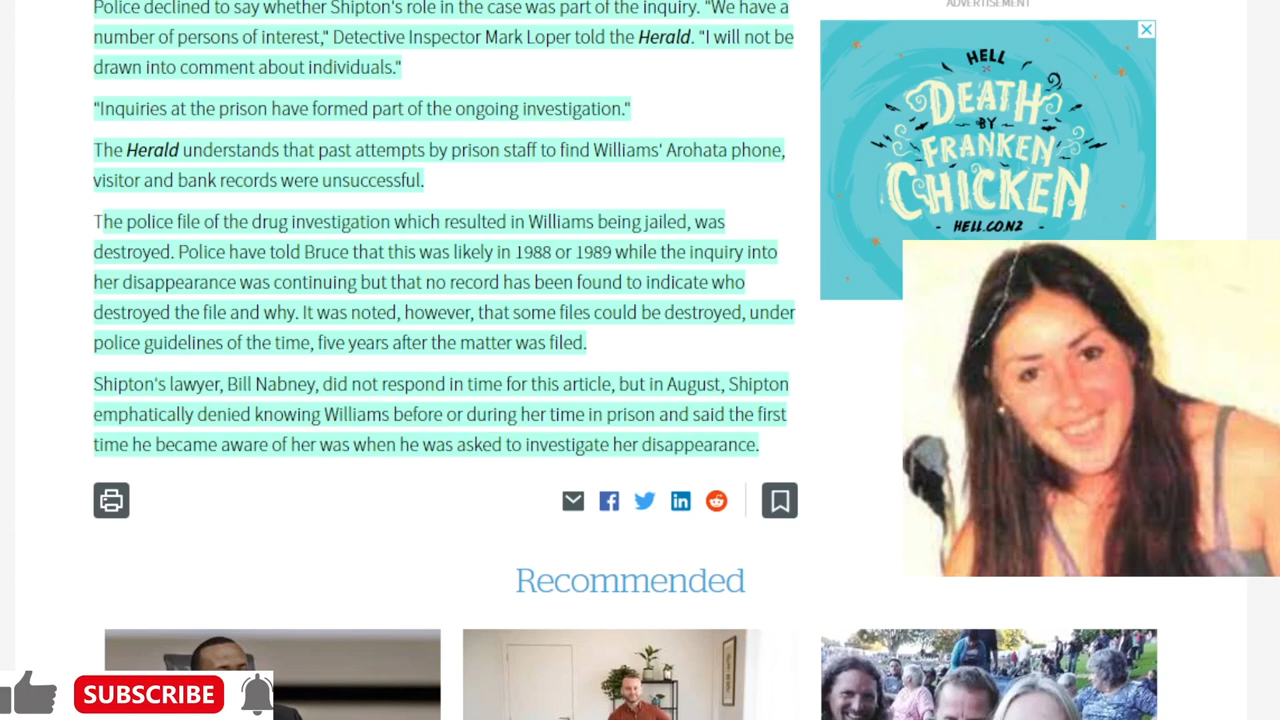 Police declined to say whether Shipton's role in the case was part of the inquiry. "We have a
number of persons of interest," Detective Inspector Mark Loper told the Herald. "I will not be
drawn into comment about individuals."
"Inquiries at the prison have formed part of the ongoing investigation."
The Herald understands that past attempts by prison staff to find Williams' Arohata phone,
visitor and bank records were unsuccessful.
The police file of the drug investigation which resulted in Williams being jailed, was
destroyed. Police have told Bruce that this was likely in 1988 or 1989 while the inquiry into
her disappearance was continuing but that no record has been found to indicate who
destroyed the file and why. It was noted, however, that some files could be destroyed, under
police guidelines of the time, five years after the matter was filed.
Shipton's lawyer, Bill Nabney, did not respond in time for this article, but in August, Shipton
emphatically denied knowing Williams before or during her time in prison and said the first
time he became aware of her was when he was asked to investigate her disappearance.
ADVERTISEMENT
HELL
DEATH
BY
FRANKEN
CHICKEN
- HELL.CO.NZ -
Recommended
SUBSCRIBE